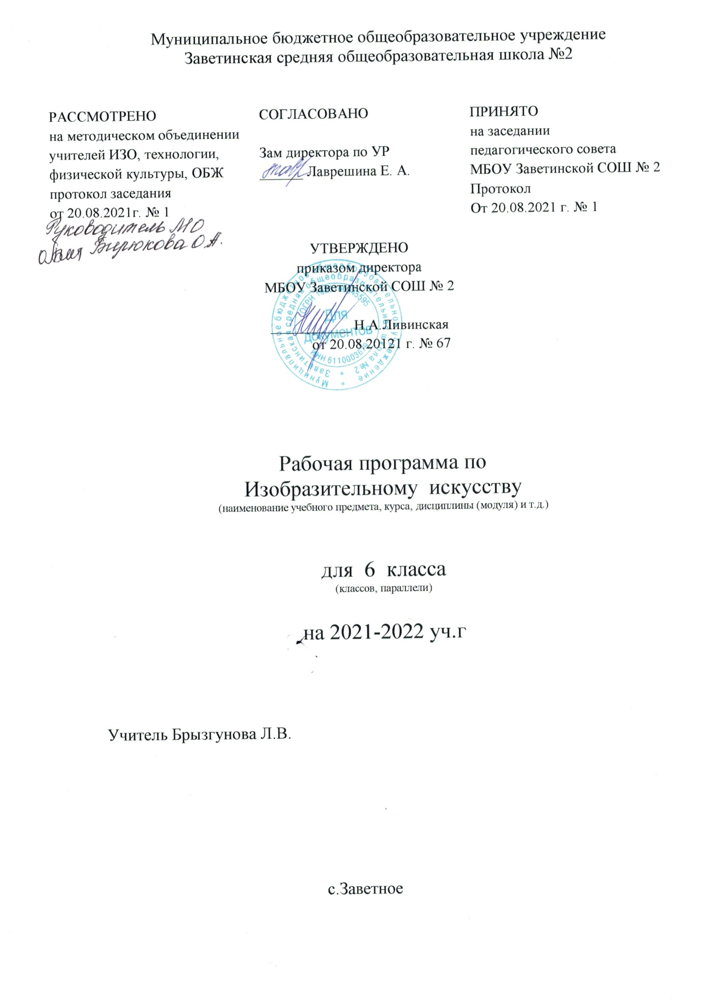 Муниципальное бюджетное общеобразовательное учреждение
Заветинская средняя общеобразовательная школа №2
РАССМОТРЕНО
на методическом объединении
учителей ИЗО, технологии,
физической культуры, ОБЖ
протокол заседания
от 20.08.2021г. № 1
Руководитель МО
Бирюкова О.А.
СОГЛАСОВАНО
Зам директора по УР
Лаврешина Е. А.
ПРИНЯТО
на заседании
педагогического совета
МБОУ Заветинской СОШ № 2
Протокол
От 20.08.2021 г. № 1
УТВЕРЖДЕНО
приказом директора
МБОУ Заветинской СОШ № 2
Н.А.Ливинская
от 20.08.20121 г. № 67
Муниципальное бюджетное общеобразовательное учреждение
Заветинская средняя общеобразовательная школа №2
ОГРН
ИНН
Для
документов
Рабочая программа по
Изобразительному искусству
(наименование учебного предмета, курса, дисциплины (модуля) и т.д.)
для 6 класса
(классов, параллели)
на 2021-2022 уч.г
Учитель Брызгунова Л.В.
с.Заветное